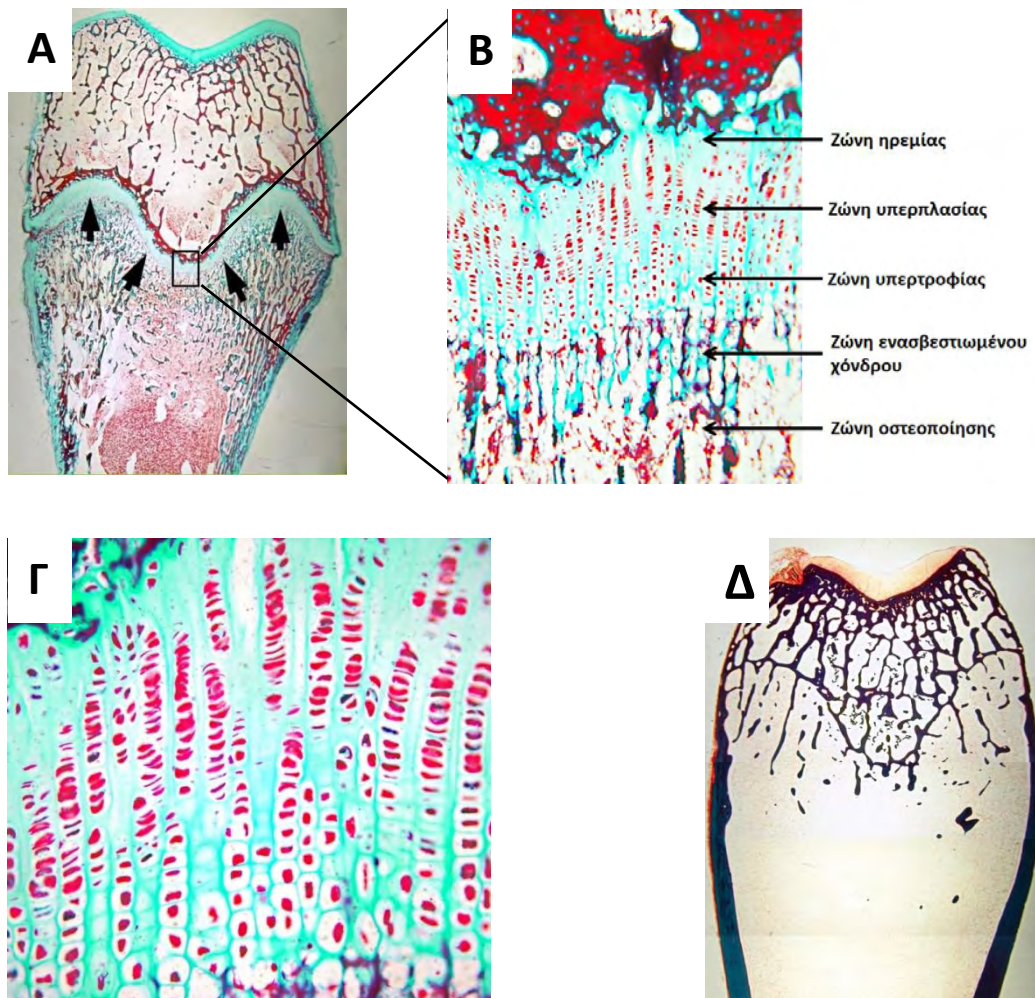 Α
Β
Ζώνη ηρεμίας
Ζώνη υπερπλασίας
Ζώνη υπερτροφίας
Ζώνη ενασβεστιωμένου
χόνδρου
Ζώνη οστεοποίησης
Γ
Δ